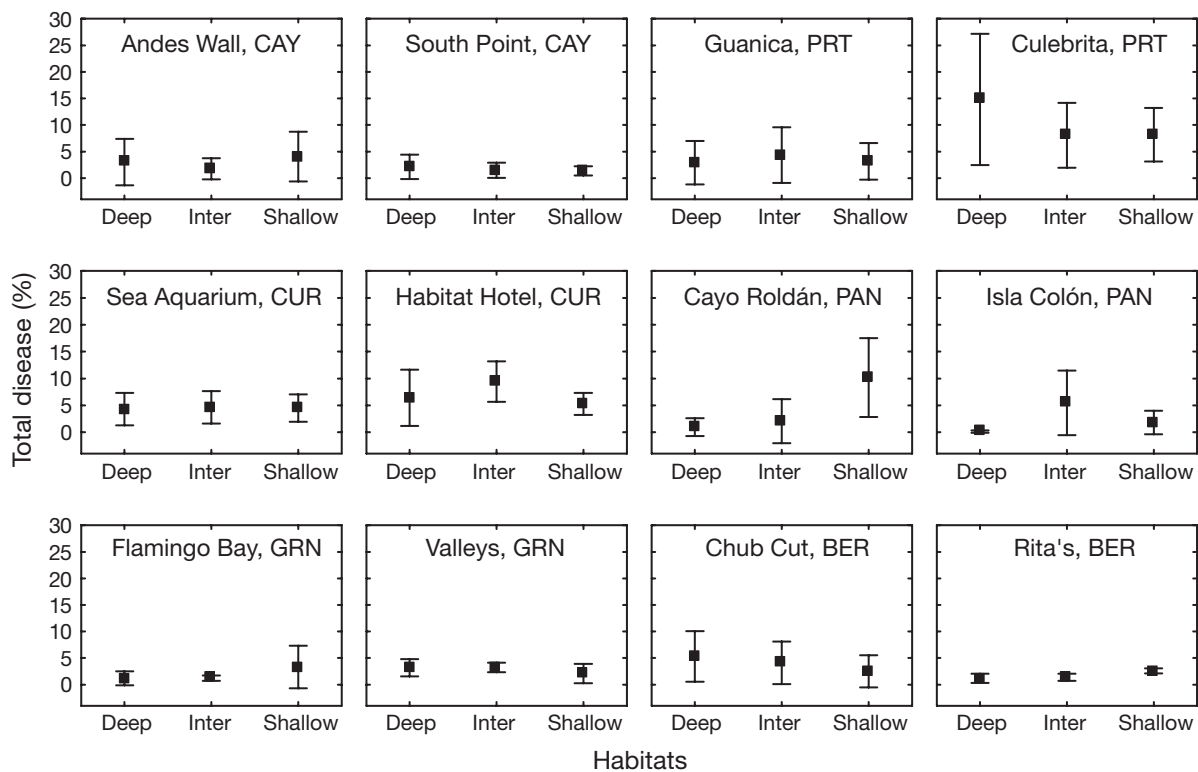 Total disease (%)
30
25
20
15
10
5
0
Andes Wall, CAY
Deep Inter Shallow
South Point, CAY
Deep Inter Shallow
Guanica, PRT
Deep Inter Shallow
Culebrita, PRT
Deep Inter Shallow
30
25
20
15
10
5
0
Sea Aquarium, CUR
Deep Inter Shallow
Habitat Hotel, CUR
Deep Inter Shallow
Cayo Roldán, PAN
Deep Inter Shallow
Isla Colón, PAN
Deep Inter Shallow
30
25
20
15
10
5
0
Flamingo Bay, GRN
Deep Inter Shallow
Valleys, GRN
Deep Inter Shallow
Chub Cut, BER
Deep Inter Shallow
Rita's, BER
Deep Inter Shallow
Habitats